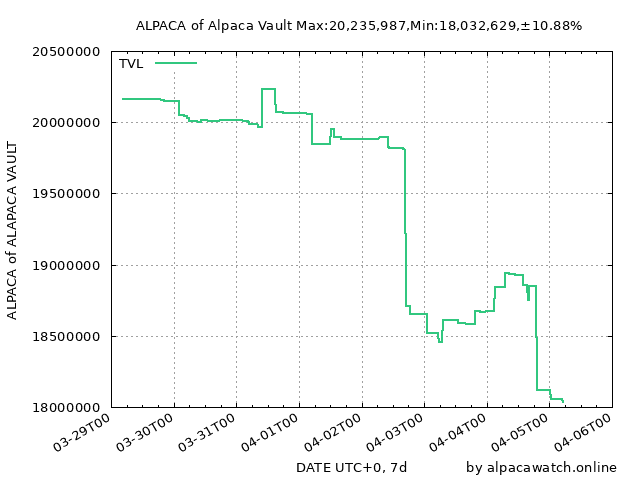 ALPACA of Alpaca Vault Max:20,235,987,Min:18,032,629,±10.88%
TVL
20500000
20000000
19500000
19000000
18500000
18000000
ALPACA of ALAPACA VAULT
03-29T00
03-30T00
03-31T00
04-01T00
04-02T00
04-03T00
04-04T00
04-05T00
04-06T00
DATE UTC+0, 7d
by alpacawatch.online